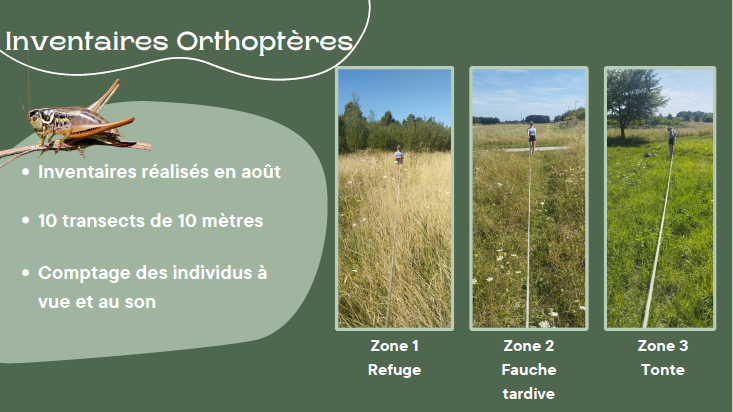 Inventaires Orthoptères
Inventaires réalisés en août
10 transects de 10 mètres
Comptage des individus à
vue et au son
Zone 1
Refuge
Zone 2
Fauche
tardive
Zone 3
Tonte